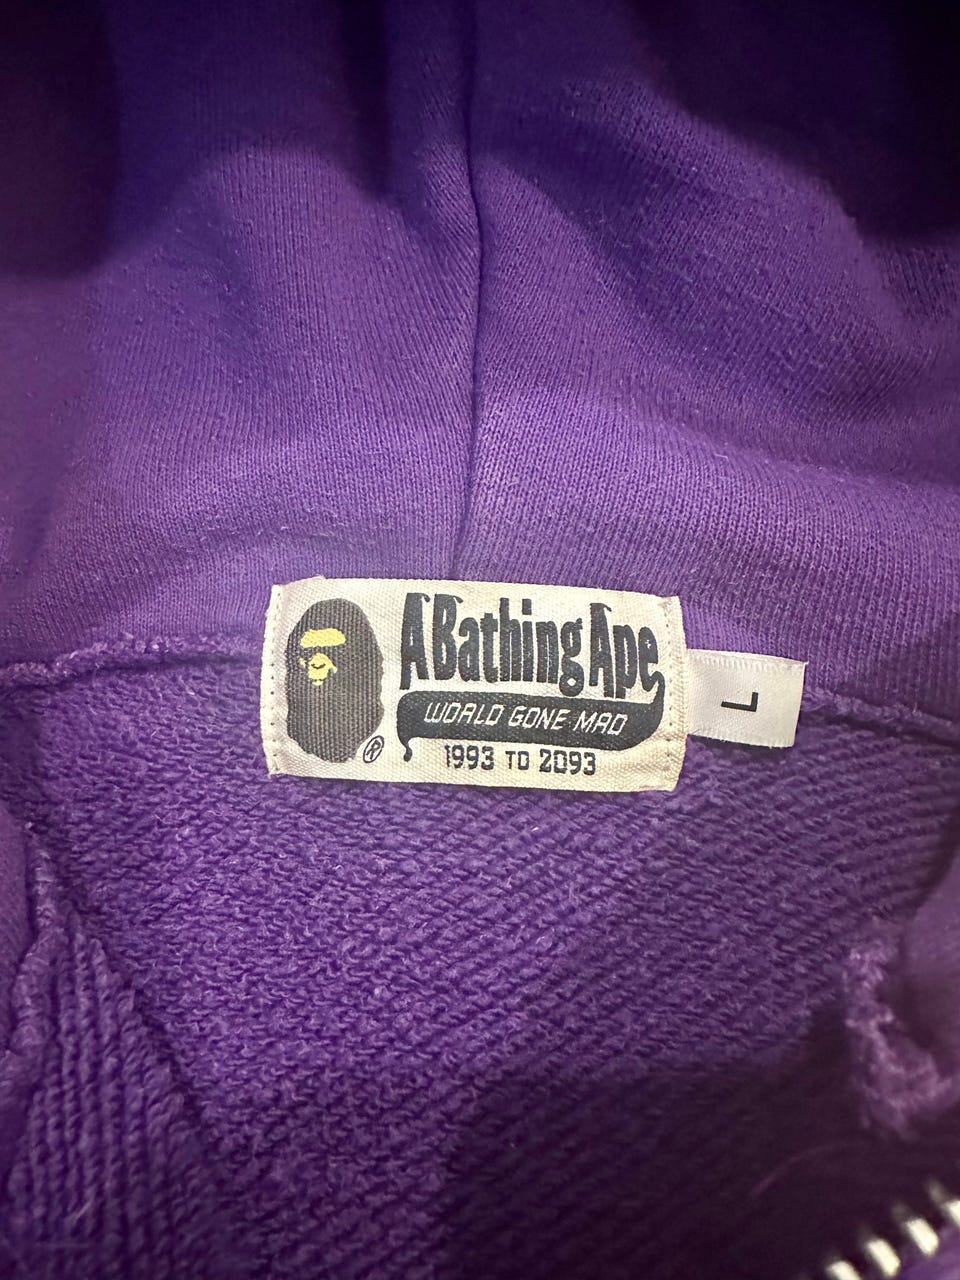 A Bathing Ape
WORLD GONE MAD
®
1993 TO 2093
L